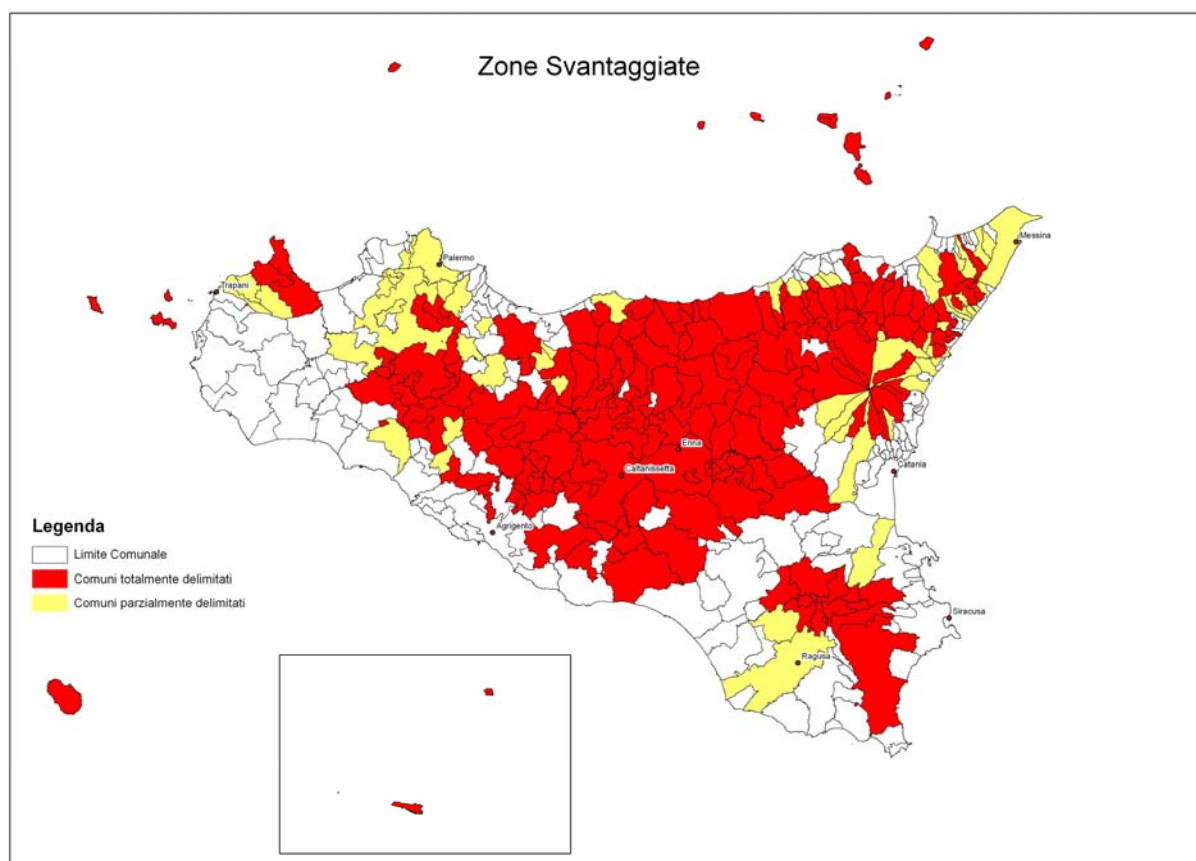 Zone Svantaggiate
Messina
Palermo
Trapani
Enna
Caltanissetta
Catania
Agrigento
Siracusa
Ragusa
Legenda
Limite Comunale
Comuni totalmente delimitati
Comuni parzialmente delimitati